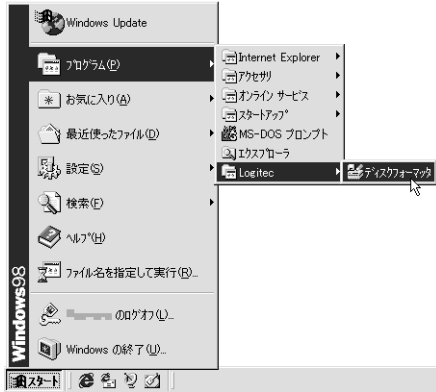 Windows Update
ﾌﾟﾛｸﾞﾗﾑ(P)
お気に入り(A)
最近使ったﾌｧｲﾙ(D)
設定(S)
検索(F)
ﾍﾙﾌﾟ(H)
ﾌｧｲﾙ名を指定して実行(R)...
のﾛｸﾞｵﾌ(L)...
Windows の終了(U)...
Windows98
Internet Explorer
ｱｸｾｻﾘ
ｵﾝﾗｲﾝ ｻｰﾋﾞｽ
ｽﾀｰﾄｱｯﾌﾟ
MS-DOS プロンプト
ｴｸｽﾌﾟﾛｰﾗ
Logitec
ﾃﾞｨｽｸﾌｫｰﾏｯﾀ
ｽﾀｰﾄ